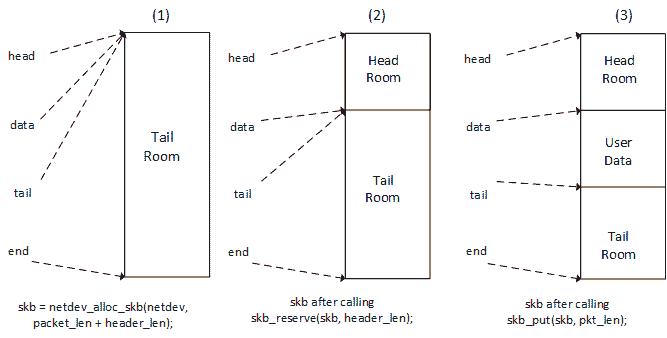 (1)
head
data
tail
end
Tail
Room
skb = netdev_alloc_skb(netdev,
packet_len + header_len);
(2)
head
data
tail
end
Head
Room
Tail
Room
skb after calling
skb_reserve(skb, header_len);
(3)
head
data
tail
end
Head
Room
User
Data
Tail
Room
skb after calling
skb_put(skb, pkt_len);